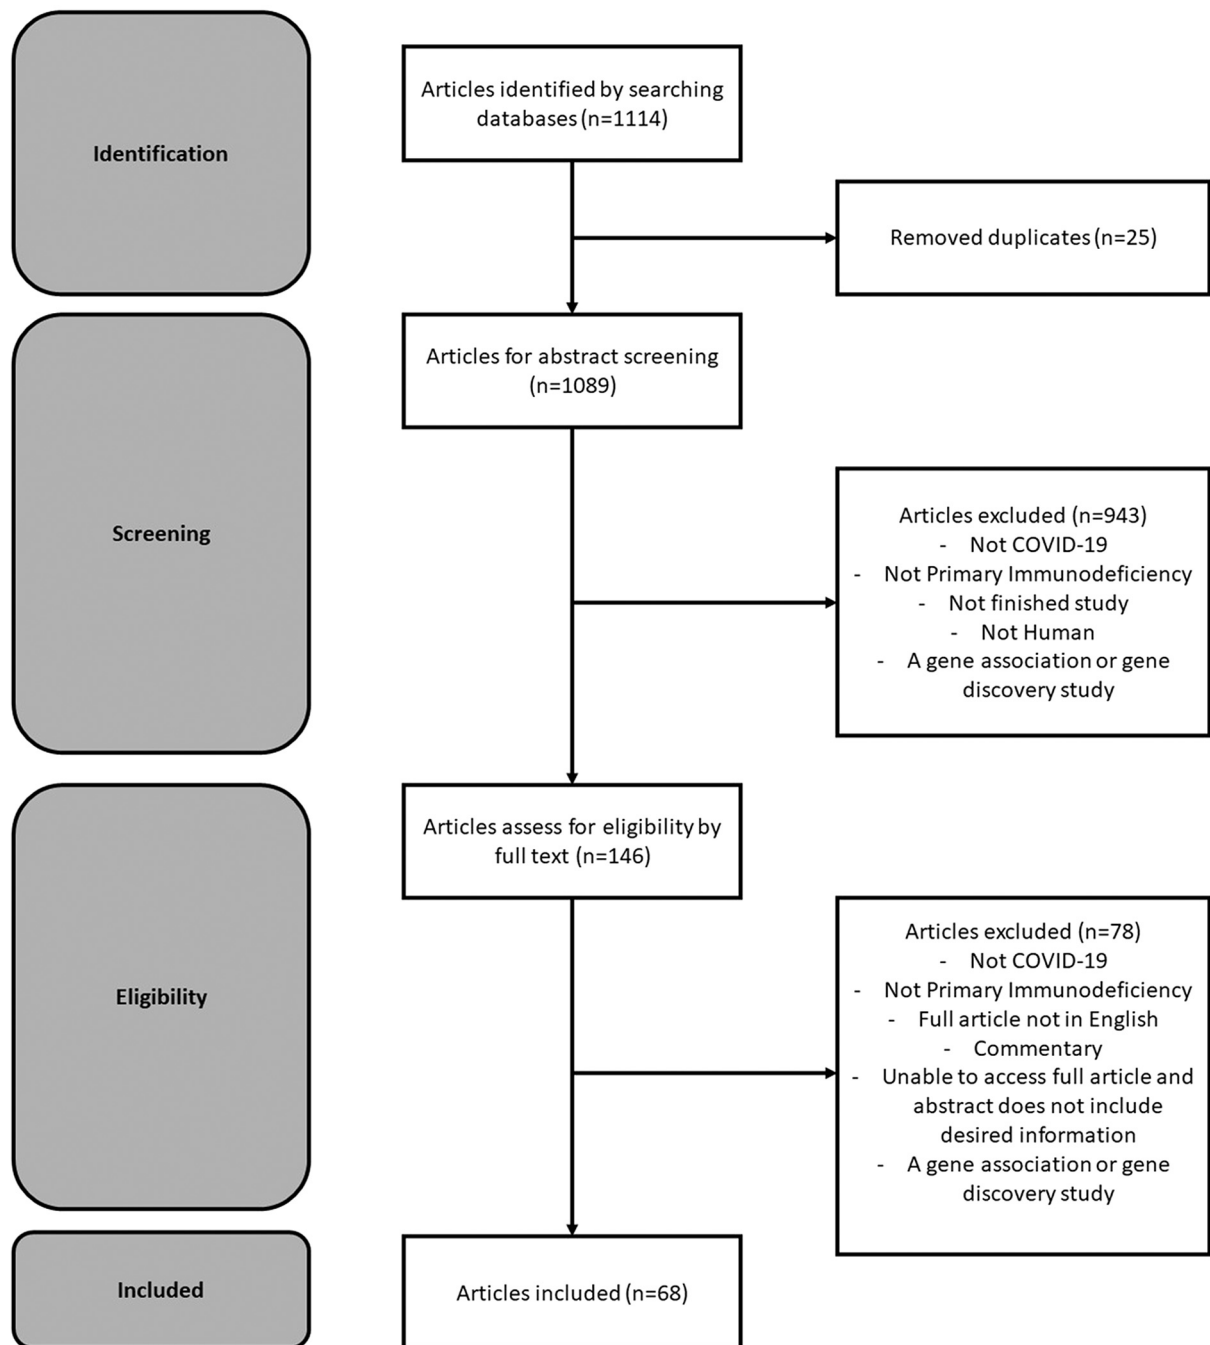 Identification
Articles identified by searching
databases (n=1114)
Removed duplicates (n=25)
Screening
Articles for abstract screening
(n=1089)
Articles excluded (n=943)
- Not COVID-19
- Not Primary Immunodeficiency
- Not finished study
- Not Human
- A gene association or gene
discovery study
Eligibility
Articles assess for eligibility by
full text (n=146)
Articles excluded (n=78)
- Not COVID-19
- Not Primary Immunodeficiency
- Full article not in English
- Commentary
- Unable to access full article and
abstract does not include
desired information
- A gene association or gene
discovery study
Included
Articles included (n=68)